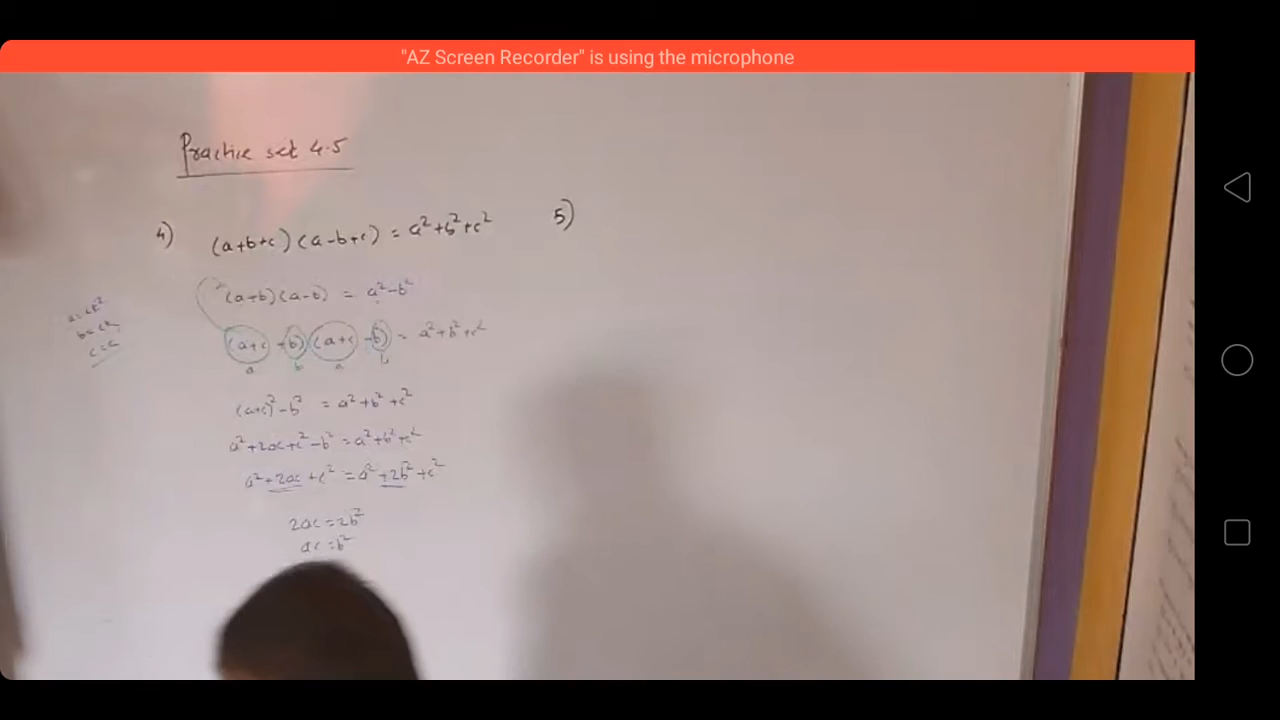 "AZ Screen Recorder" is using the microphone
Practice set 4.5
4) (a+b+c)(a-b+c) = a²+b²+c²
(a+b)(a-b) = a²-b²
(a+c +b)(a+c -b) = a²+b²+c²
a b a b
(a+c)²-b² = a²+b²+c²
a²+2ac+c²-b² = a²+b²+c²
a²+2ac+c² = a²+2b²+c²
2ac = 2b²
ac = b²
a=ck²
b=ck
c=c
5)